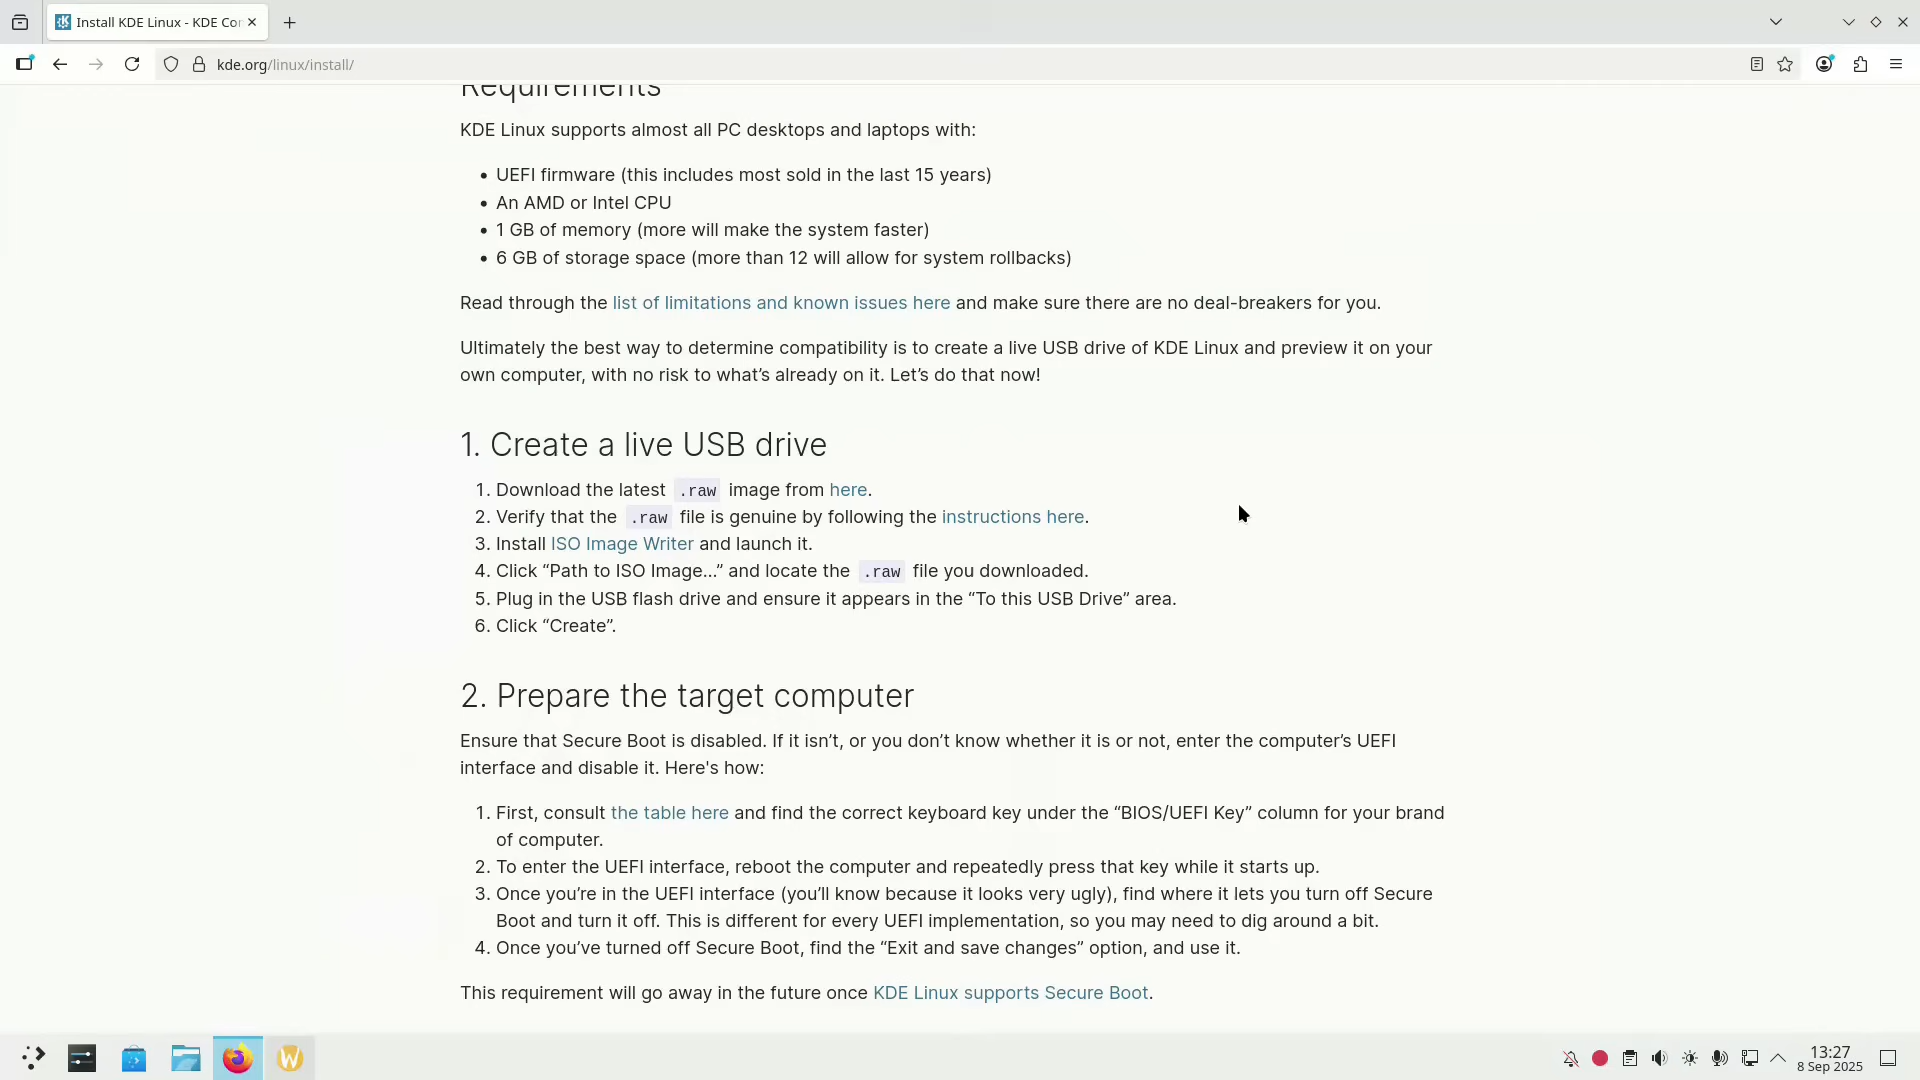 Install KDE Linux - KDE Co
kde.org/linux/install/
Requirements
KDE Linux supports almost all PC desktops and laptops with:
• UEFI firmware (this includes most sold in the last 15 years)
• An AMD or Intel CPU
• 1 GB of memory (more will make the system faster)
• 6 GB of storage space (more than 12 will allow for system rollbacks)
Read through the list of limitations and known issues here and make sure there are no deal-breakers for you.
Ultimately the best way to determine compatibility is to create a live USB drive of KDE Linux and preview it on your
own computer, with no risk to what’s already on it. Let’s do that now!
1. Create a live USB drive
1. Download the latest .raw image from here.
2. Verify that the .raw file is genuine by following the instructions here.
3. Install ISO Image Writer and launch it.
4. Click “Path to ISO Image…” and locate the .raw file you downloaded.
5. Plug in the USB flash drive and ensure it appears in the “To this USB Drive” area.
6. Click “Create”.
2. Prepare the target computer
Ensure that Secure Boot is disabled. If it isn’t, or you don’t know whether it is or not, enter the computer’s UEFI
interface and disable it. Here's how:
1. First, consult the table here and find the correct keyboard key under the “BIOS/UEFI Key” column for your brand
of computer.
2. To enter the UEFI interface, reboot the computer and repeatedly press that key while it starts up.
3. Once you’re in the UEFI interface (you’ll know because it looks very ugly), find where it lets you turn off Secure
Boot and turn it off. This is different for every UEFI implementation, so you may need to dig around a bit.
4. Once you’ve turned off Secure Boot, find the “Exit and save changes” option, and use it.
This requirement will go away in the future once KDE Linux supports Secure Boot.
13:27
8 Sep 2025